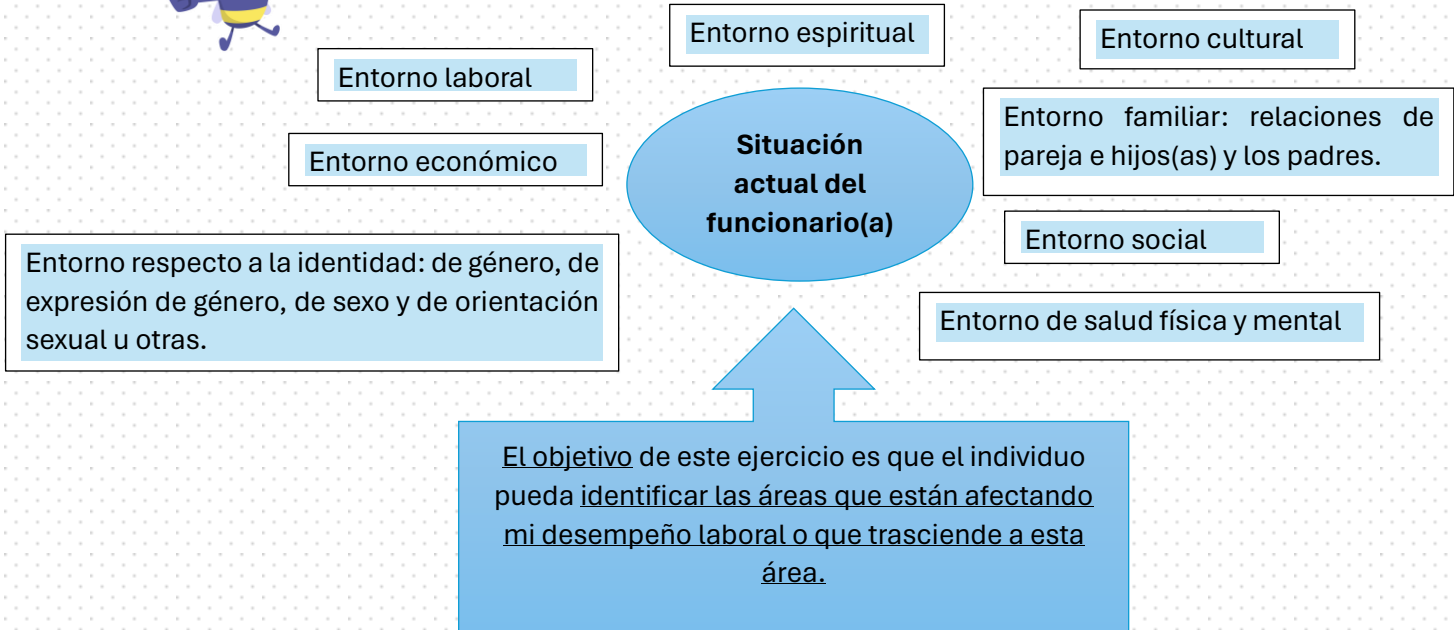 Entorno espiritual
Entorno cultural
Entorno laboral
Entorno económico
Situación
actual del
funcionario(a)
Entorno familiar: relaciones de
pareja e hijos(as) y los padres.
Entorno social
Entorno respecto a la identidad: de género, de
expresión de género, de sexo y de orientación
sexual u otras.
Entorno de salud física y mental
El objetivo de este ejercicio es que el individuo
pueda identificar las áreas que están afectando
mi desempeño laboral o que trasciende a esta
área.